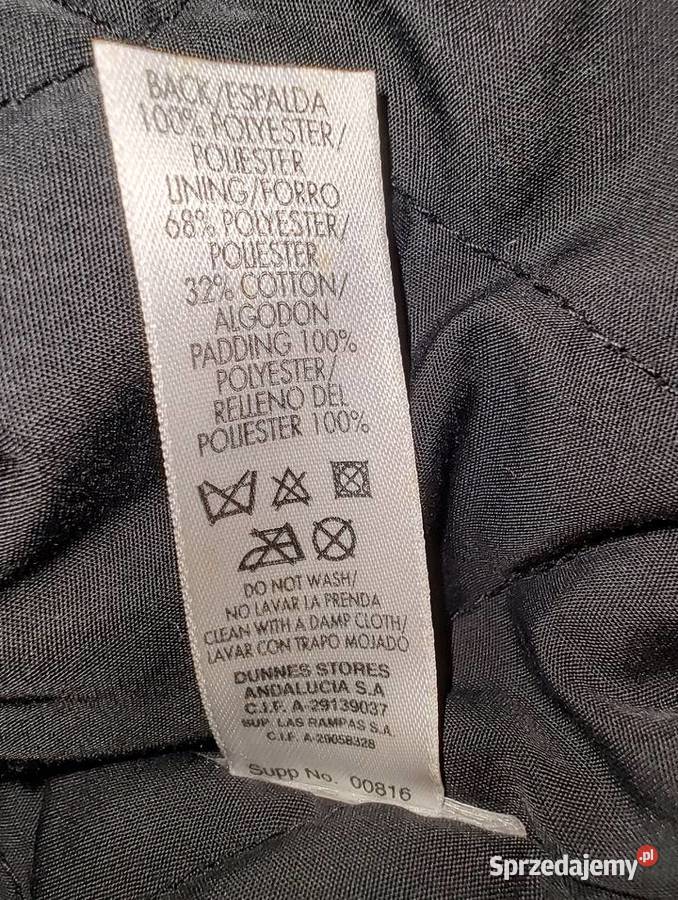 BACK/ESPALDA
100% POLYESTER/
POLIESTER
LINING/FORRO
68% POLYESTER/
POLIESTER
32% COTTON/
ALGODON
PADDING 100%
POLYESTER/
RELLENO DEL
POLIESTER 100%
DO NOT WASH/
NO LAVAR LA PRENDA
CLEAN WITH A DAMP CLOTH/
LAVAR CON TRAPO MOJADO
DUNNES STORES
ANDALUCIA S.A
C.I.F. A-29139037
SUP. LAS RAMPAS S.A.
C.I.F. A-29058328
Supp No. 00816
Sprzedajemy.pl